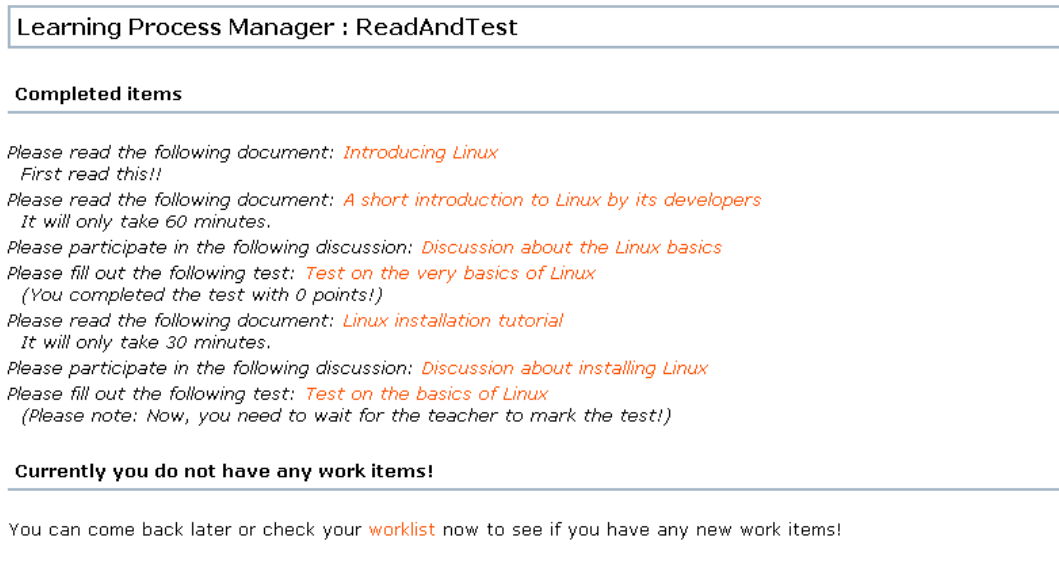 Learning Process Manager : ReadAndTest
Completed items
Please read the following document: Introducing Linux
First read this!!
Please read the following document: A short introduction to Linux by its developers
It will only take 60 minutes.
Please participate in the following discussion: Discussion about the Linux basics
Please fill out the following test: Test on the very basics of Linux
(You completed the test with 0 points!)
Please read the following document: Linux installation tutorial
It will only take 30 minutes.
Please participate in the following discussion: Discussion about installing Linux
Please fill out the following test: Test on the basics of Linux
(Please note: Now, you need to wait for the teacher to mark the test!)
Currently you do not have any work items!
You can come back later or check your worklist now to see if you have any new work items!